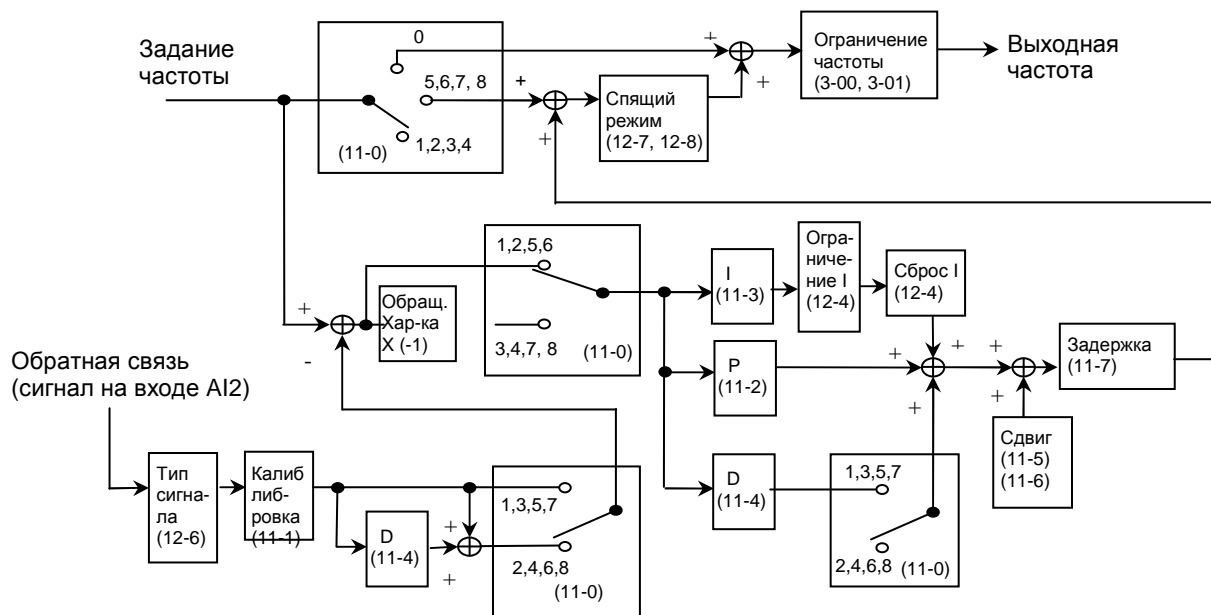 Задание
частоты
0
5,6,7, 8
1,2,3,4
(11-0)
+
+
+
Спящий
режим
(12-7, 12-8)
+
+
Ограничение
частоты
(3-00, 3-01)
Выходная
частота
+
-
Обращ.
Хар-ка
X (-1)
1,2,5,6
3,4,7, 8
(11-0)
I
(11-3)
Огра-
ниче-
ние I
(12-4)
Сброс I
(12-4)
P
(11-2)
D
(11-4)
+
+
+
+
+
Сдвиг
(11-5)
(11-6)
Задержка
(11-7)
1,3,5,7
2,4,6,8
(11-0)
Обратная связь
(сигнал на входе AI2)
Тип
сигна-
ла
(12-6)
Калиб
либ-
ровка
(11-1)
D
(11-4)
+
+
1,3,5,7
2,4,6,8
(11-0)